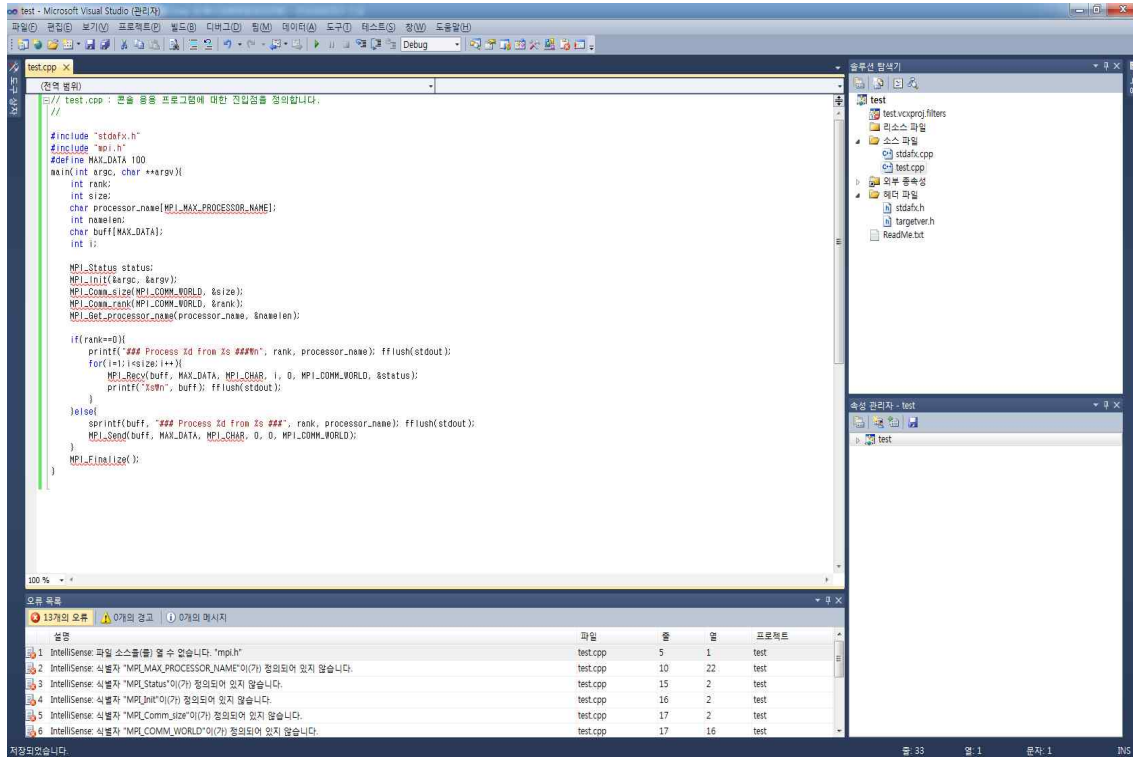 test - Microsoft Visual Studio (관리자)
파일(F) 편집(E) 보기(V) 프로젝트(P) 빌드(B) 디버그(D) 팀(M) 데이터(A) 도구(T) 테스트(S) 창(W) 도움말(H)
Debug
test.cpp
(전역 범위)
// test.cpp : 콘솔 응용 프로그램에 대한 진입점을 정의합니다.
//
#include "stdafx.h"
#include "mpi.h"
#define MAX_DATA 100
main(int argc, char **argv){
int rank;
int size;
char processor_name[MPI_MAX_PROCESSOR_NAME];
int namelen;
char buff[MAX_DATA];
int i;
MPI_Status status;
MPI_Init(&argc, &argv);
MPI_Comm_size(MPI_COMM_WORLD, &size);
MPI_Comm_rank(MPI_COMM_WORLD, &rank);
MPI_Get_processor_name(processor_name, &namelen);
if(rank==0){
printf("### Process %d from %s ###₩n", rank, processor_name); fflush(stdout);
for(i=1;i<size;i++){
MPI_Recv(buff, MAX_DATA, MPI_CHAR, i, 0, MPI_COMM_WORLD, &status);
printf("%s₩n", buff); fflush(stdout);
}
}else{
sprintf(buff, "### Process %d from %s ###", rank, processor_name); fflush(stdout);
MPI_Send(buff, MAX_DATA, MPI_CHAR, 0, 0, MPI_COMM_WORLD);
}
MPI_Finalize();
}
100 %
솔루션 탐색기
test
test.vcxproj.filters
리소스 파일
소스 파일
stdafx.cpp
test.cpp
외부 종속성
헤더 파일
stdafx.h
targetver.h
ReadMe.txt
속성 관리자 - test
test
오류 목록
13개의 오류 0개의 경고 0개의 메시지
설명 파일 줄 열 프로젝트
1 IntelliSense: 파일 소스을(를) 열 수 없습니다. "mpi.h" test.cpp 5 1 test
2 IntelliSense: 식별자 "MPI_MAX_PROCESSOR_NAME"이(가) 정의되어 있지 않습니다. test.cpp 10 22 test
3 IntelliSense: 식별자 "MPI_Status"이(가) 정의되어 있지 않습니다. test.cpp 15 2 test
4 IntelliSense: 식별자 "MPI_Init"이(가) 정의되어 있지 않습니다. test.cpp 16 2 test
5 IntelliSense: 식별자 "MPI_Comm_size"이(가) 정의되어 있지 않습니다. test.cpp 17 2 test
6 IntelliSense: 식별자 "MPI_COMM_WORLD"이(가) 정의되어 있지 않습니다. test.cpp 17 16 test
저장되었습니다. 줄: 33 열: 1 문자: 1 INS